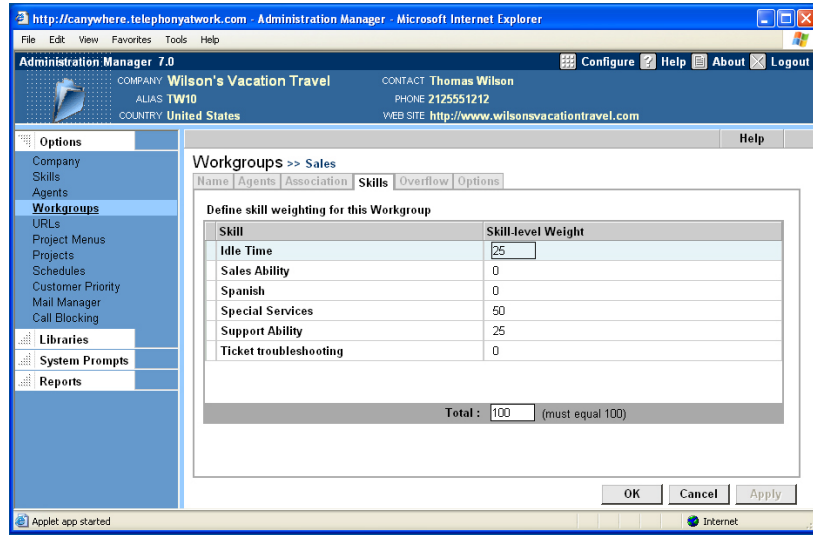 http://canywhere.telephonyatwork.com - Administration Manager - Microsoft Internet Explorer
File Edit View Favorites Tools Help
Administration Manager 7.0 Configure Help About Logout
COMPANY Wilson's Vacation Travel CONTACT Thomas Wilson
ALIAS TW10 PHONE 2125551212
COUNTRY United States WEB SITE http://www.wilsonsvacationtravel.com
Options
Company
Skills
Agents
Workgroups
URLs
Project Menus
Projects
Schedules
Customer Priority
Mail Manager
Call Blocking
Libraries
System Prompts
Reports
Help
Workgroups >> Sales
Name Agents Association Skills Overflow Options
Define skill weighting for this Workgroup
Skill Skill-level Weight
Idle Time 25
Sales Ability 0
Spanish 0
Special Services 50
Support Ability 25
Ticket troubleshooting 0
Total : 100 (must equal 100)
OK Cancel Apply
Applet app started Internet